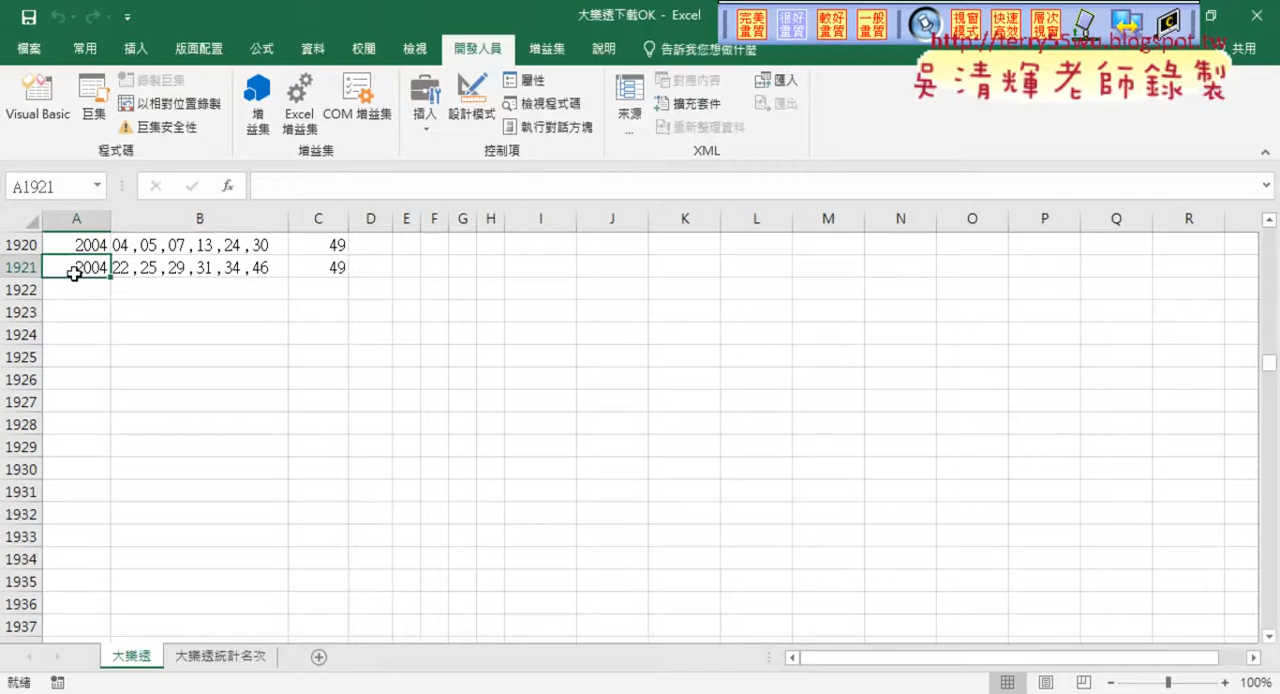 大樂透下載OK - Excel
完美畫質 很好畫質 較好畫質 一般畫質 視窗模式 快速高效 層次視窗
http://terry55wu.blogspot.tw
檔案 常用 插入 版面配置 公式 資料 校閱 檢視 開發人員 增益集 說明 告訴我您想做什麼 共用
吳清輝老師錄製
Visual Basic 巨集 錄製巨集 以相對位置錄製 巨集安全性
增益集 Excel 增益集 COM 增益集
插入 設計模式 屬性 檢視程式碼 執行對話方塊
來源... 對應內容 擴充套件 重新整理資料 匯入 匯出
程式碼 增益集 控制項 XML
A1921 fx
A B C D E F G H I J K L M N O P Q R
1920 2004 04 , 05 , 07 , 13 , 24 , 30 49
1921 2004 22 , 25 , 29 , 31 , 34 , 46 49
1922
1923
1924
1925
1926
1927
1928
1929
1930
1931
1932
1933
1934
1935
1936
1937
大樂透 大樂透統計名次
就緒 100%